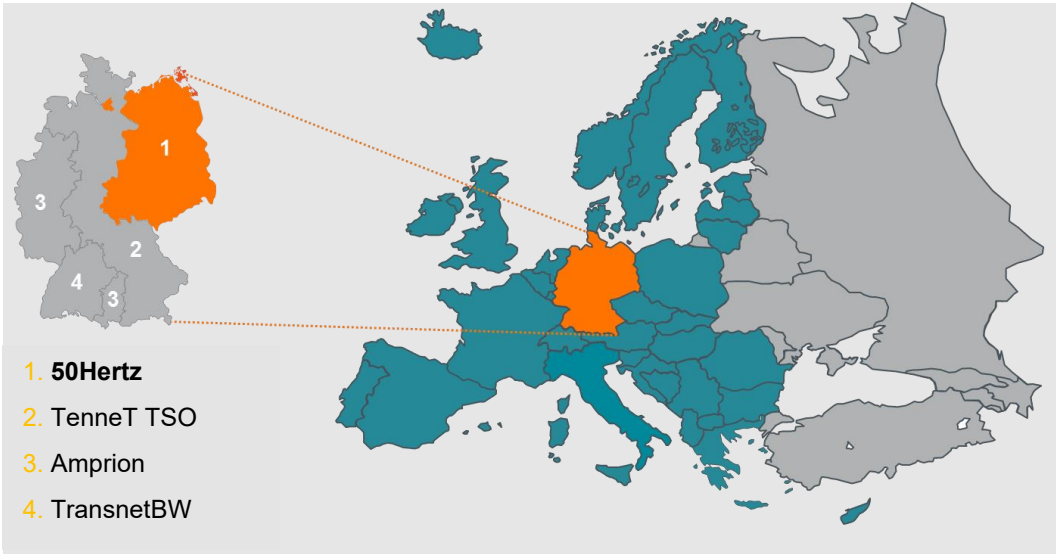 1
3
2
4
3
1. 50Hertz
2. TenneT TSO
3. Amprion
4. TransnetBW